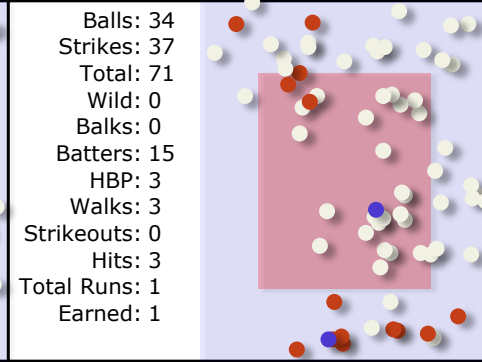 Balls: 34
Strikes: 37
Total: 71
Wild: 0
Balks: 0
Batters: 15
HBP: 3
Walks: 3
Strikeouts: 0
Hits: 3
Total Runs: 1
Earned: 1